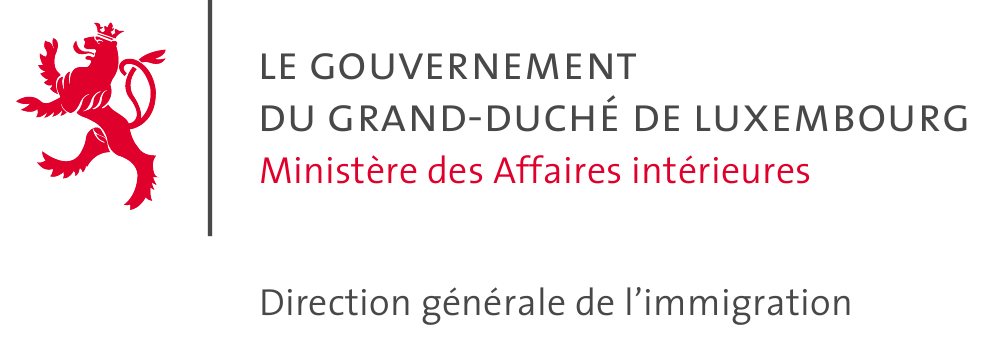 LE GOUVERNEMENT
DU GRAND-DUCHÉ DE LUXEMBOURG
Ministère des Affaires intérieures
Direction générale de l’immigration